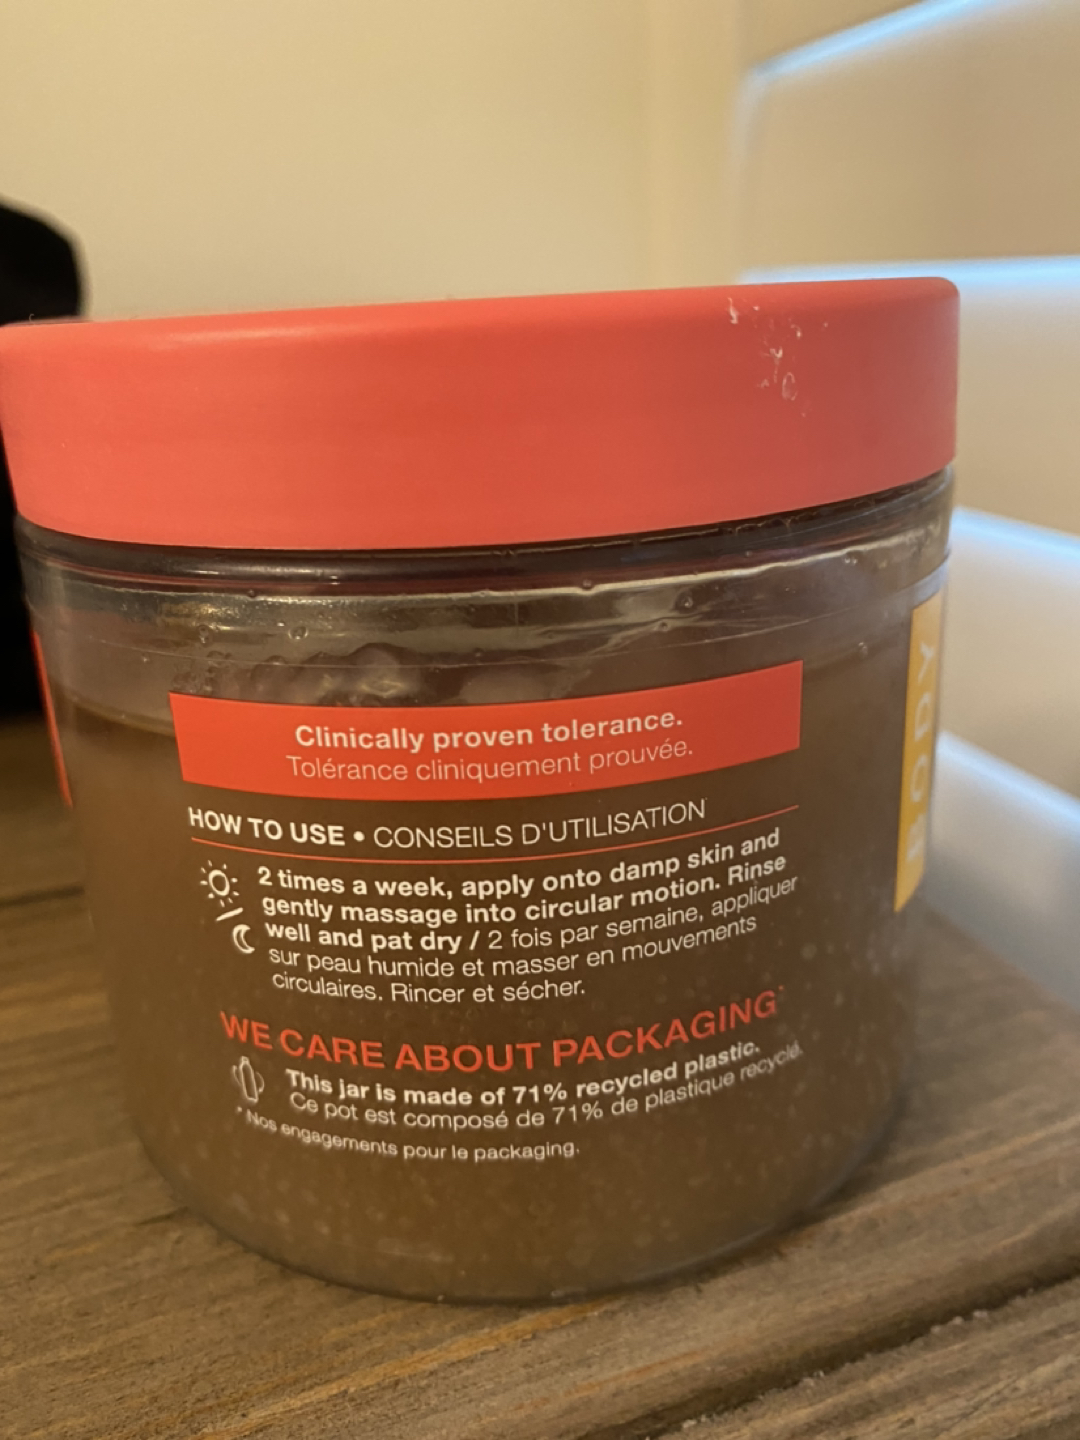 Clinically proven tolerance.
Tolérance cliniquement prouvée.
HOW TO USE • CONSEILS D'UTILISATION
2 times a week, apply onto damp skin and
gently massage into circular motion. Rinse
well and pat dry / 2 fois par semaine, appliquer
sur peau humide et masser en mouvements
circulaires. Rincer et sécher.
WE CARE ABOUT PACKAGING*
This jar is made of 71% recycled plastic.
Ce pot est composé de 71% de plastique recyclé.
* Nos engagements pour le packaging.
BODY